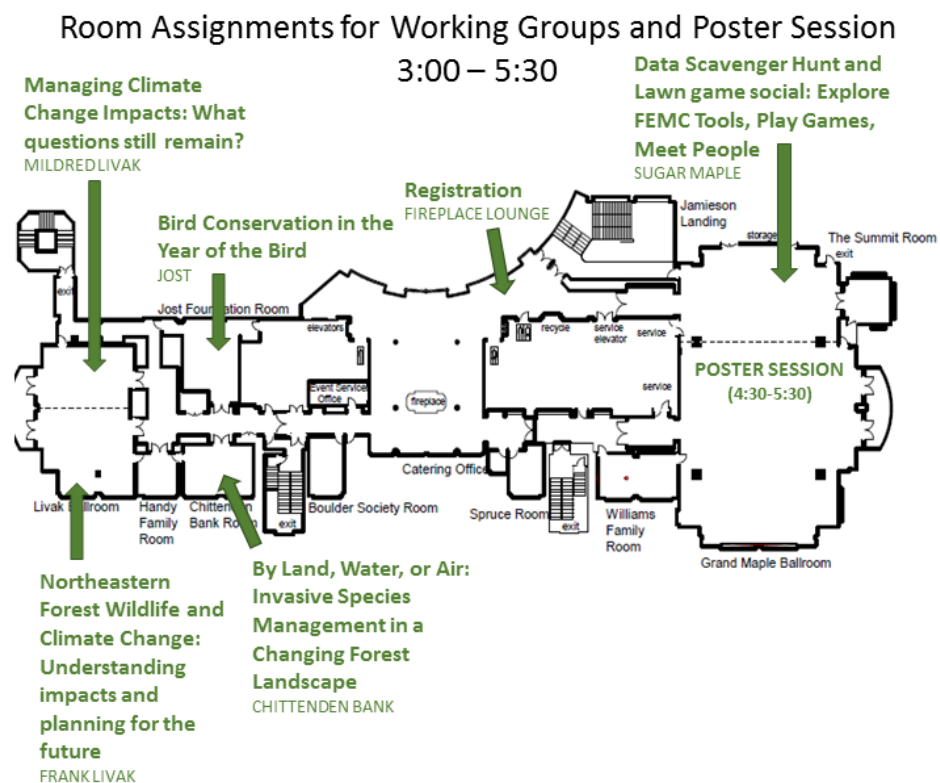 Room Assignments for Working Groups and Poster Session
3:00 – 5:30
Managing Climate
Change Impacts: What
questions still remain?
MILDRED LIVAK
Data Scavenger Hunt and
Lawn game social: Explore
FEMC Tools, Play Games,
Meet People
SUGAR MAPLE
Registration
FIREPLACE LOUNGE
Bird Conservation in the
Year of the Bird
JOST
Jamieson
Landing
storage
The Summit Room
exit
exit
Jost Foundation Room
elevators
recycle
service
elevator
service
Event Service
Office
fireplace
service
POSTER SESSION
(4:30-5:30)
Catering Office
Livak Ballroom
Handy
Family
Room
Chittenden
Bank Room
exit
Boulder Society Room
Spruce Room
exit
Williams
Family
Room
Grand Maple Ballroom
Northeastern
Forest Wildlife and
Climate Change:
Understanding
impacts and
planning for the
future
FRANK LIVAK
By Land, Water, or Air:
Invasive Species
Management in a
Changing Forest
Landscape
CHITTENDEN BANK